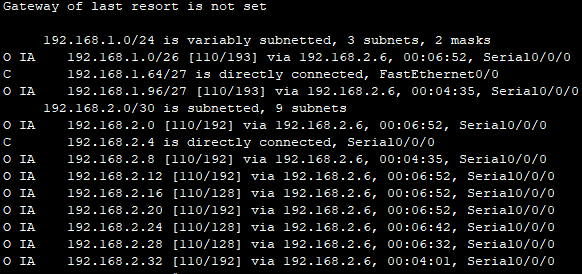 Gateway of last resort is not set
192.168.1.0/24 is variably subnetted, 3 subnets, 2 masks
O IA 192.168.1.0/26 [110/193] via 192.168.2.6, 00:06:52, Serial0/0/0
C 192.168.1.64/27 is directly connected, FastEthernet0/0
O IA 192.168.1.96/27 [110/193] via 192.168.2.6, 00:04:35, Serial0/0/0
192.168.2.0/30 is subnetted, 9 subnets
O IA 192.168.2.0 [110/192] via 192.168.2.6, 00:06:52, Serial0/0/0
C 192.168.2.4 is directly connected, Serial0/0/0
O IA 192.168.2.8 [110/192] via 192.168.2.6, 00:04:35, Serial0/0/0
O IA 192.168.2.12 [110/192] via 192.168.2.6, 00:06:52, Serial0/0/0
O IA 192.168.2.16 [110/128] via 192.168.2.6, 00:06:52, Serial0/0/0
O IA 192.168.2.20 [110/192] via 192.168.2.6, 00:06:52, Serial0/0/0
O IA 192.168.2.24 [110/128] via 192.168.2.6, 00:06:42, Serial0/0/0
O IA 192.168.2.28 [110/128] via 192.168.2.6, 00:06:32, Serial0/0/0
O IA 192.168.2.32 [110/192] via 192.168.2.6, 00:04:01, Serial0/0/0